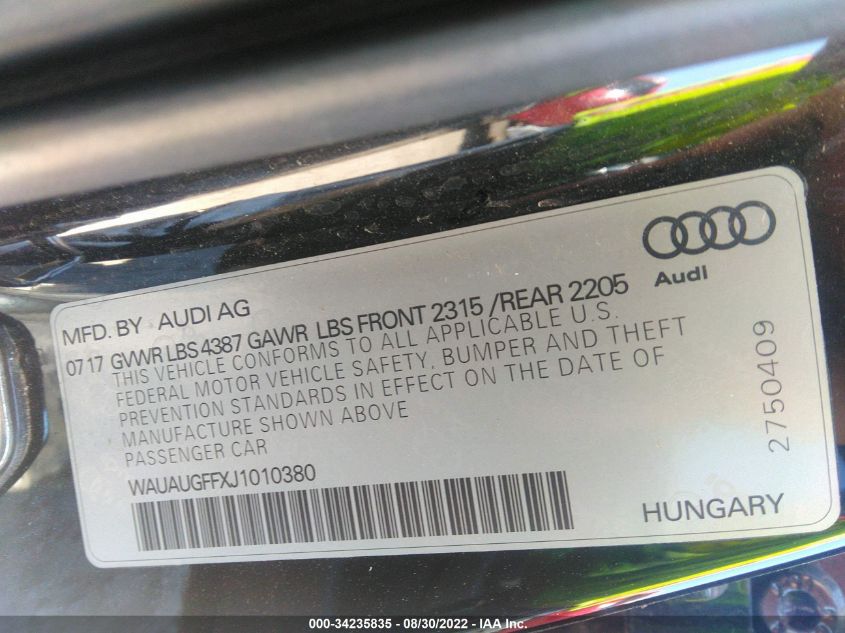 MFD. BY AUDI AG
Audi
07 17 GVWR LBS 4387 GAWR LBS FRONT 2315 /REAR 2205
THIS VEHICLE CONFORMS TO ALL APPLICABLE U.S.
FEDERAL MOTOR VEHICLE SAFETY, BUMPER AND THEFT
PREVENTION STANDARDS IN EFFECT ON THE DATE OF
MANUFACTURE SHOWN ABOVE
PASSENGER CAR
2750409
WAUAUGFFXJ1010380
HUNGARY
000-34235835 - 08/30/2022 - IAA Inc.